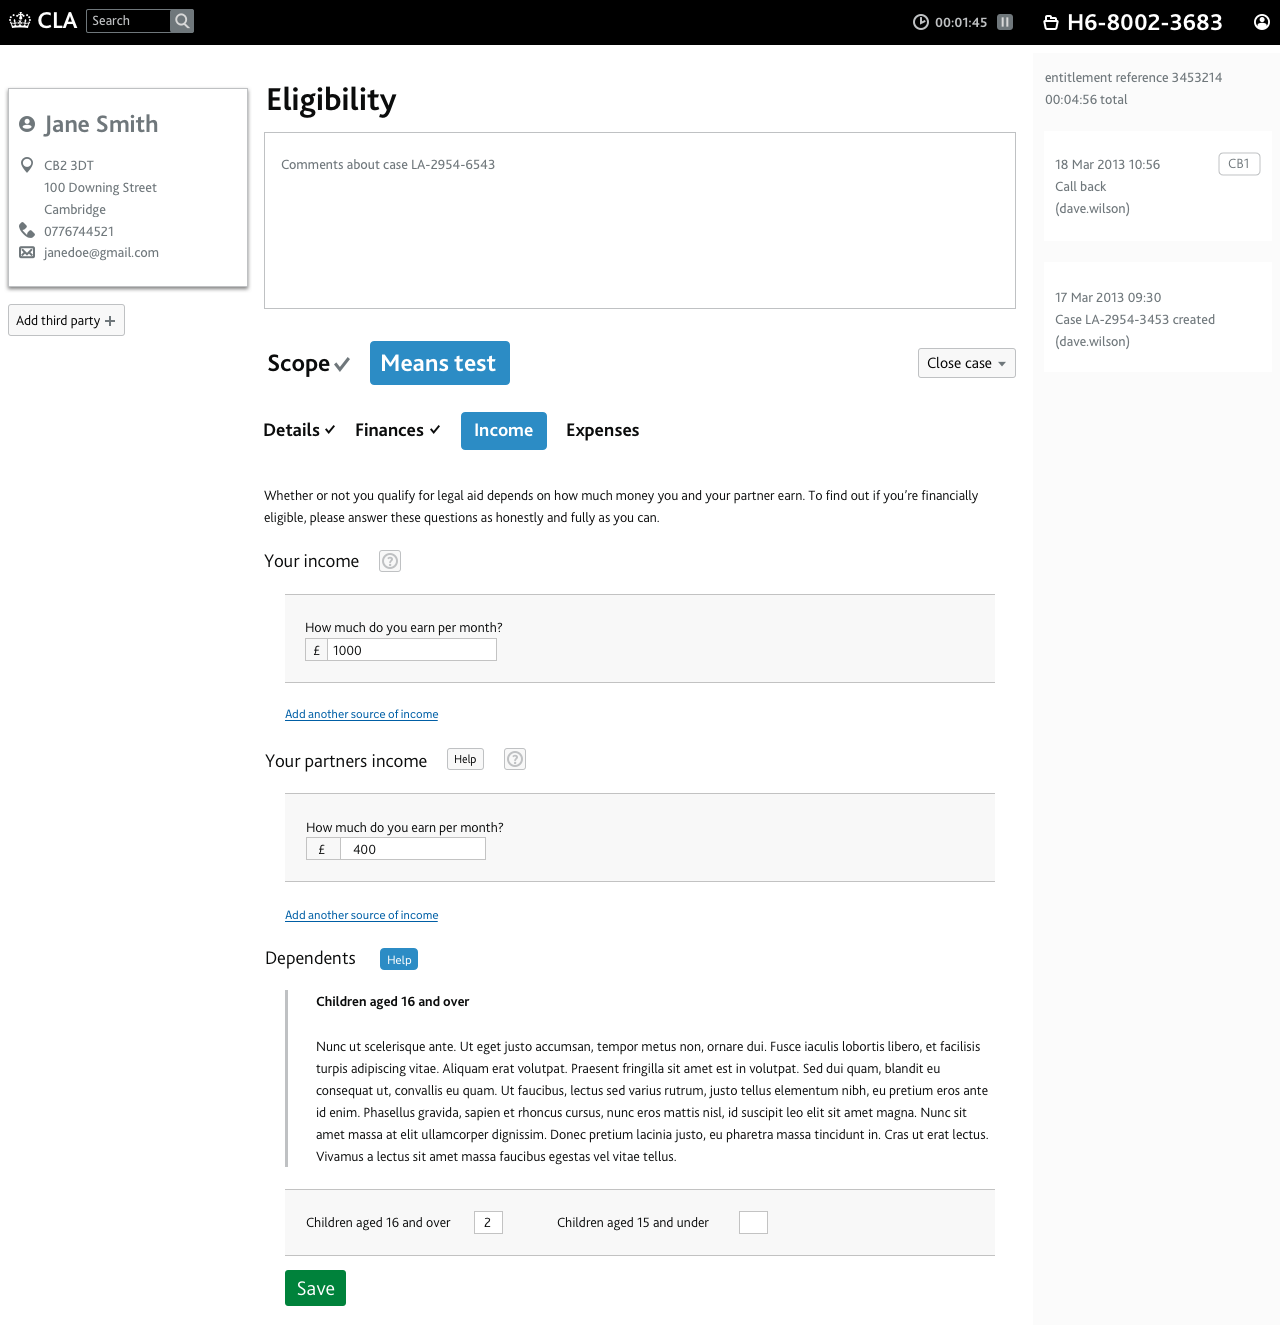 CLA
Search
00:01:45
H6-8002-3683
Jane Smith
CB2 3DT
100 Downing Street
Cambridge
0776744521
janedoe@gmail.com
Add third party
Eligibility
Comments about case LA-2954-6543
Scope
Means test
Close case
Details
Finances
Income
Expenses
Whether or not you qualify for legal aid depends on how much money you and your partner earn. To find out if you’re financially
eligible, please answer these questions as honestly and fully as you can.
Your income
?
How much do you earn per month?
£ 1000
Add another source of income
Your partners income
Help
?
How much do you earn per month?
£ 400
Add another source of income
Dependents
Help
Children aged 16 and over
Nunc ut scelerisque ante. Ut eget justo accumsan, tempor metus non, ornare dui. Fusce iaculis lobortis libero, et facilisis
turpis adipiscing vitae. Aliquam erat volutpat. Praesent fringilla sit amet est in volutpat. Sed dui quam, blandit eu
consequat ut, convallis eu quam. Ut faucibus, lectus sed varius rutrum, justo tellus elementum nibh, eu pretium eros ante
id enim. Phasellus gravida, sapien et rhoncus cursus, nunc eros mattis nisl, id suscipit leo elit sit amet magna. Nunc sit
amet massa at elit ullamcorper dignissim. Donec pretium lacinia justo, eu pharetra massa tincidunt in. Cras ut erat lectus.
Vivamus a lectus sit amet massa faucibus egestas vel vitae tellus.
Children aged 16 and over 2
Children aged 15 and under
Save
entitlement reference 3453214
00:04:56 total
18 Mar 2013 10:56
CB1
Call back
(dave.wilson)
17 Mar 2013 09:30
Case LA-2954-3453 created
(dave.wilson)